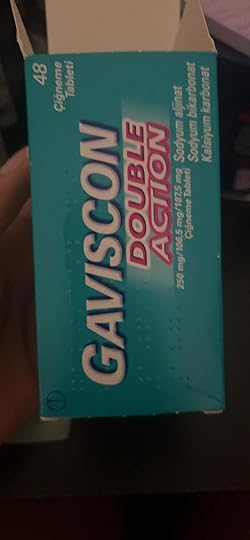 48
Çiğneme
Tableti
GAVISCON
DOUBLE
ACTION
250 mg/106.5 mg/187.5 mg
Çiğneme Tableti
Sodyum aljinat
Sodyum bikarbonat
Kalsiyum karbonat